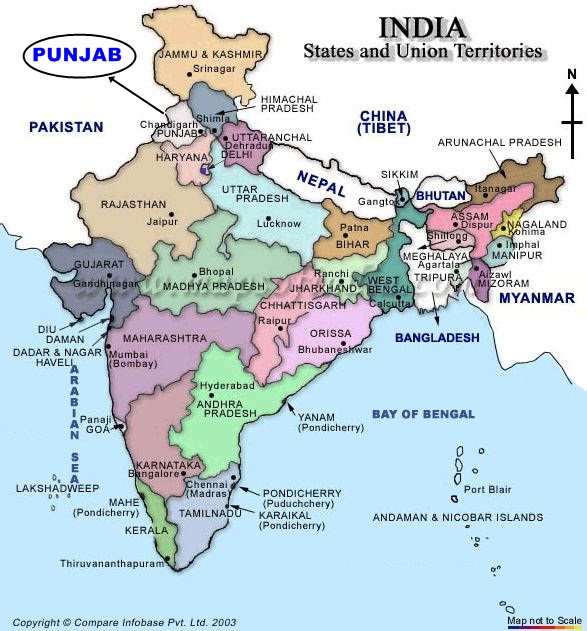 INDIA
States and Union Territories
PUNJAB
JAMMU & KASHMIR
Srinagar
N
HIMACHAL
PRADESH
Shimla
CHINA
(TIBET)
PAKISTAN
Chandigarh
PUNJAB
UTTARANCHAL
Dehradun
HARYANA
DELHI
ARUNACHAL PRADESH
Itanagar
SIKKIM
Gangtok
NEPAL
BHUTAN
RAJASTHAN
Jaipur
UTTAR
PRADESH
Lucknow
Patna
BIHAR
ASSAM
Dispur
NAGALAND
Kohima
Shillong
MEGHALAYA
Imphal
MANIPUR
Agartala
TRIPURA
Aizawl
MIZORAM
MYANMAR
GUJARAT
Gandhinagar
Bhopal
MADHYA PRADESH
Ranchi
JHARKHAND
WEST
BENGAL
Calcutta
CHHATTISGARH
Raipur
BANGLADESH
DIU
DAMAN
DADAR & NAGAR
HAVELI
MAHARASHTRA
Mumbai
(Bombay)
ORISSA
Bhubaneshwar
Hyderabad
ANDHRA
PRADESH
YANAM
(Pondicherry)
BAY OF BENGAL
ARABIAN SEA
Panaji
GOA
KARNATAKA
Bangalore
Chennai
(Madras)
LAKSHADWEEP
MAHE
(Pondicherry)
PONDICHERRY
(Puduchchery)
KARAIKAL
(Pondicherry)
TAMILNADU
KERALA
Thiruvananthapuram
Port Blair
ANDAMAN & NICOBAR ISLANDS
Copyright © Compare Infobase Pvt. Ltd. 2003
Map not to Scale